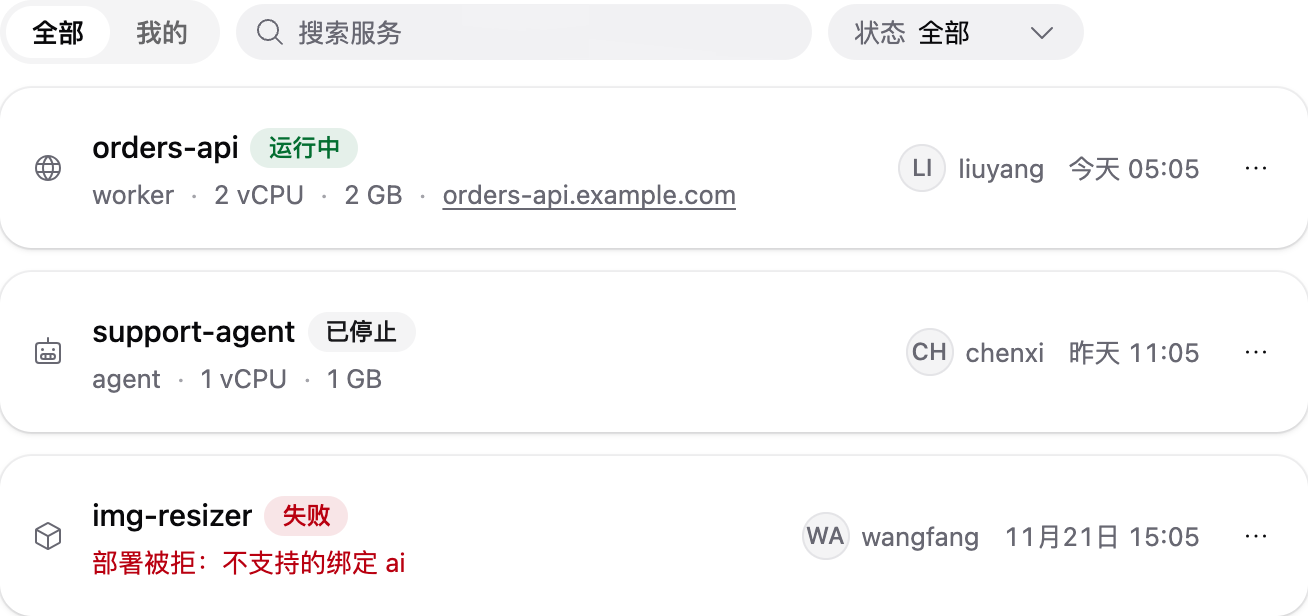 全部 我的 搜索服务 状态 全部
orders-api 运行中
worker · 2 vCPU · 2 GB · orders-api.example.com
LI liuyang 今天 05:05 ···
support-agent 已停止
agent · 1 vCPU · 1 GB
CH chenxi 昨天 11:05 ···
img-resizer 失败
部署被拒：不支持的绑定 ai
WA wangfang 11月21日 15:05 ···